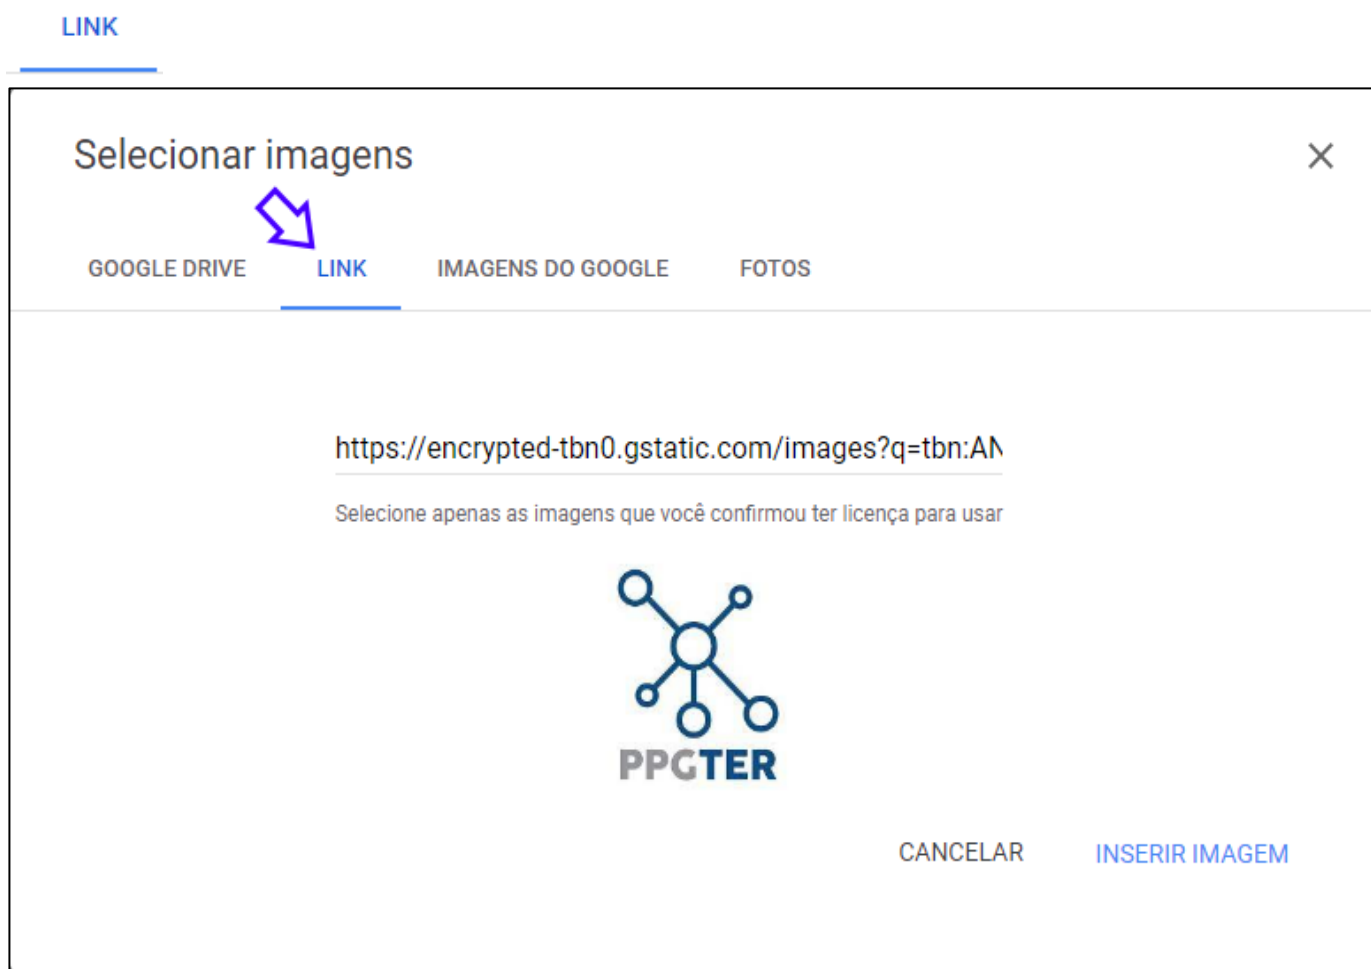 LINK
Selecionar imagens
GOOGLE DRIVE LINK IMAGENS DO GOOGLE FOTOS
https://encrypted-tbn0.gstatic.com/images?q=tbn:AN
Selecione apenas as imagens que você confirmou ter licença para usar
PPGTER
CANCELAR INSERIR IMAGEM